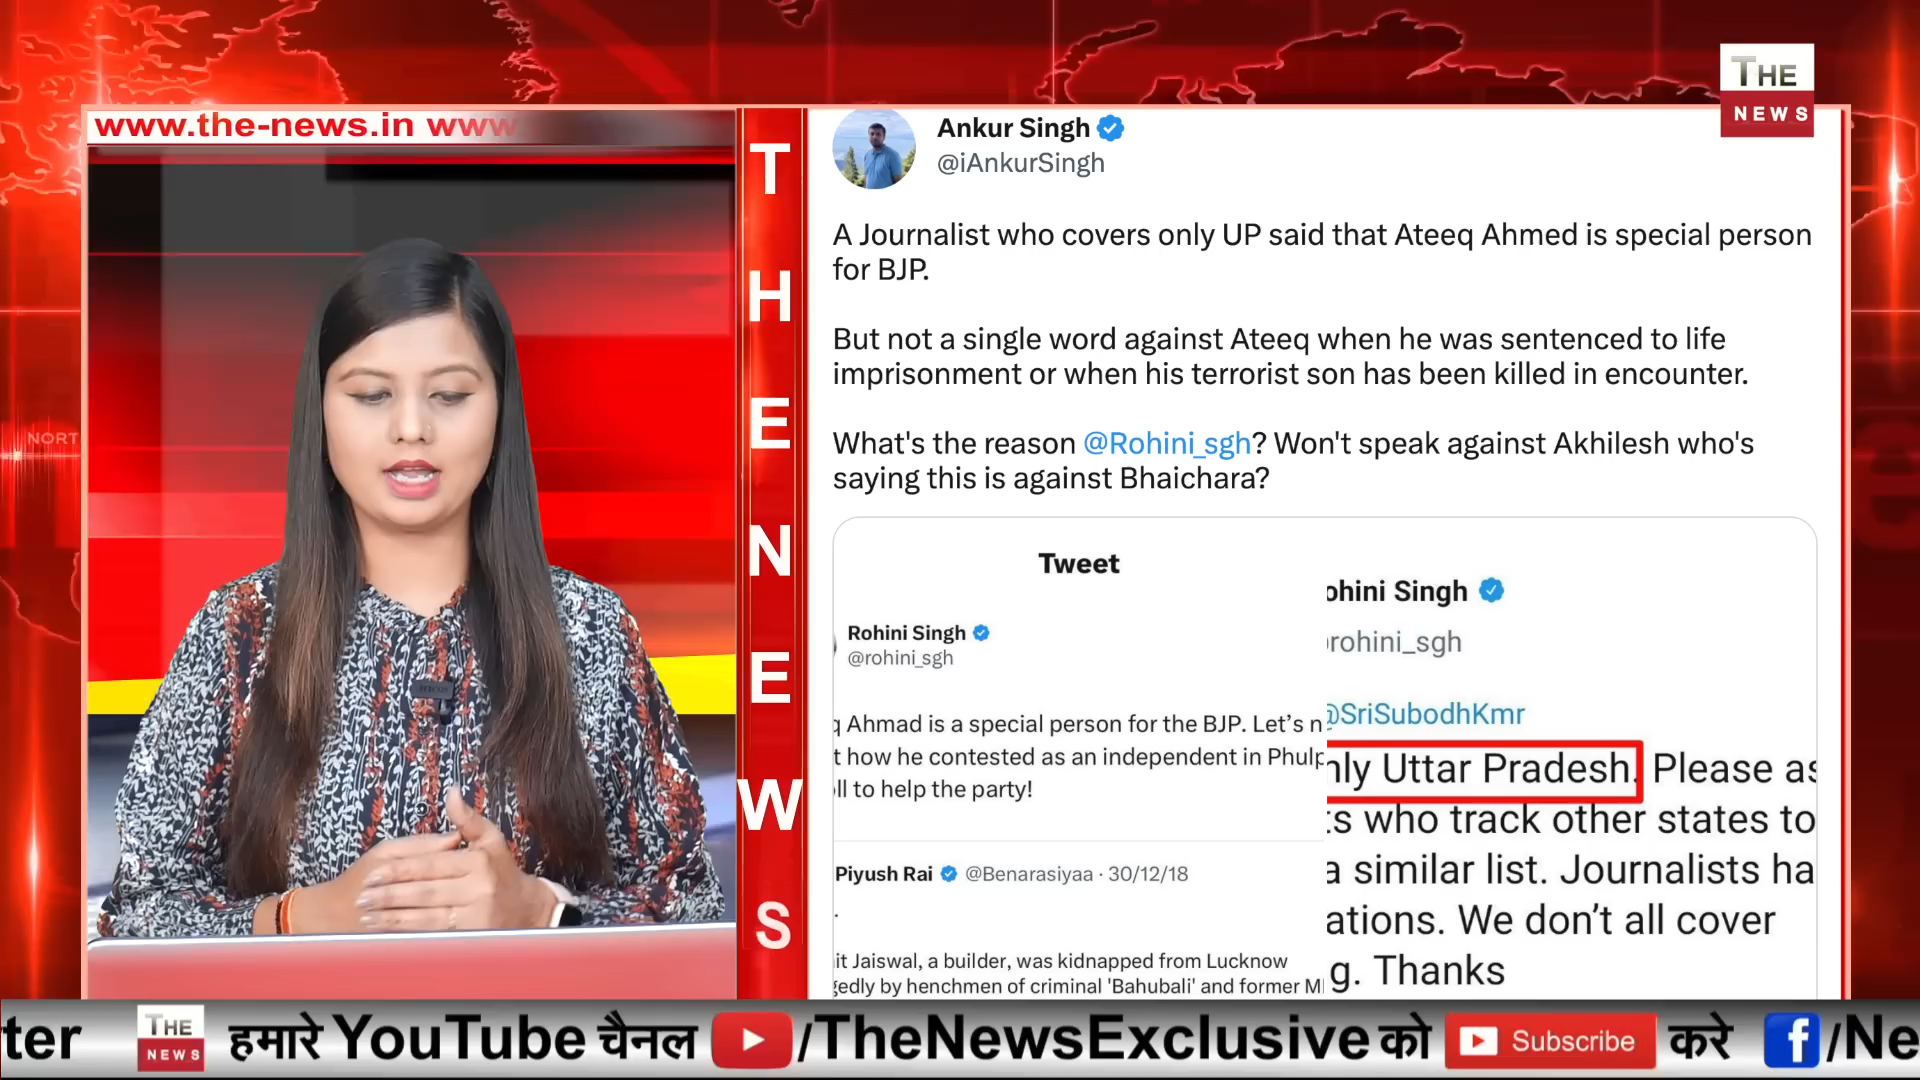 THE
NEWS
www.the-news.in www
THE NEWS
NORT
Ankur Singh
@iAnkurSingh
A Journalist who covers only UP said that Ateeq Ahmed is special person
for BJP.
But not a single word against Ateeq when he was sentenced to life
imprisonment or when his terrorist son has been killed in encounter.
What's the reason @Rohini_sgh? Won't speak against Akhilesh who's
saying this is against Bhaichara?
Tweet
Rohini Singh
@rohini_sgh
q Ahmad is a special person for the BJP. Let's n
t how he contested as an independent in Phulp
ll to help the party!
Piyush Rai @Benarasiyaa · 30/12/18
.
it Jaiswal, a builder, was kidnapped from Lucknow
gedly by henchmen of criminal 'Bahubali' and former M
ohini Singh
rohini_sgh
@SriSubodhKmr
nly Uttar Pradesh. Please as
ts who track other states to
a similar list. Journalists ha
ations. We don't all cover
g. Thanks
ter THE NEWS हमारे YouTube चैनल /TheNewsExclusive को Subscribe करे f/Ne